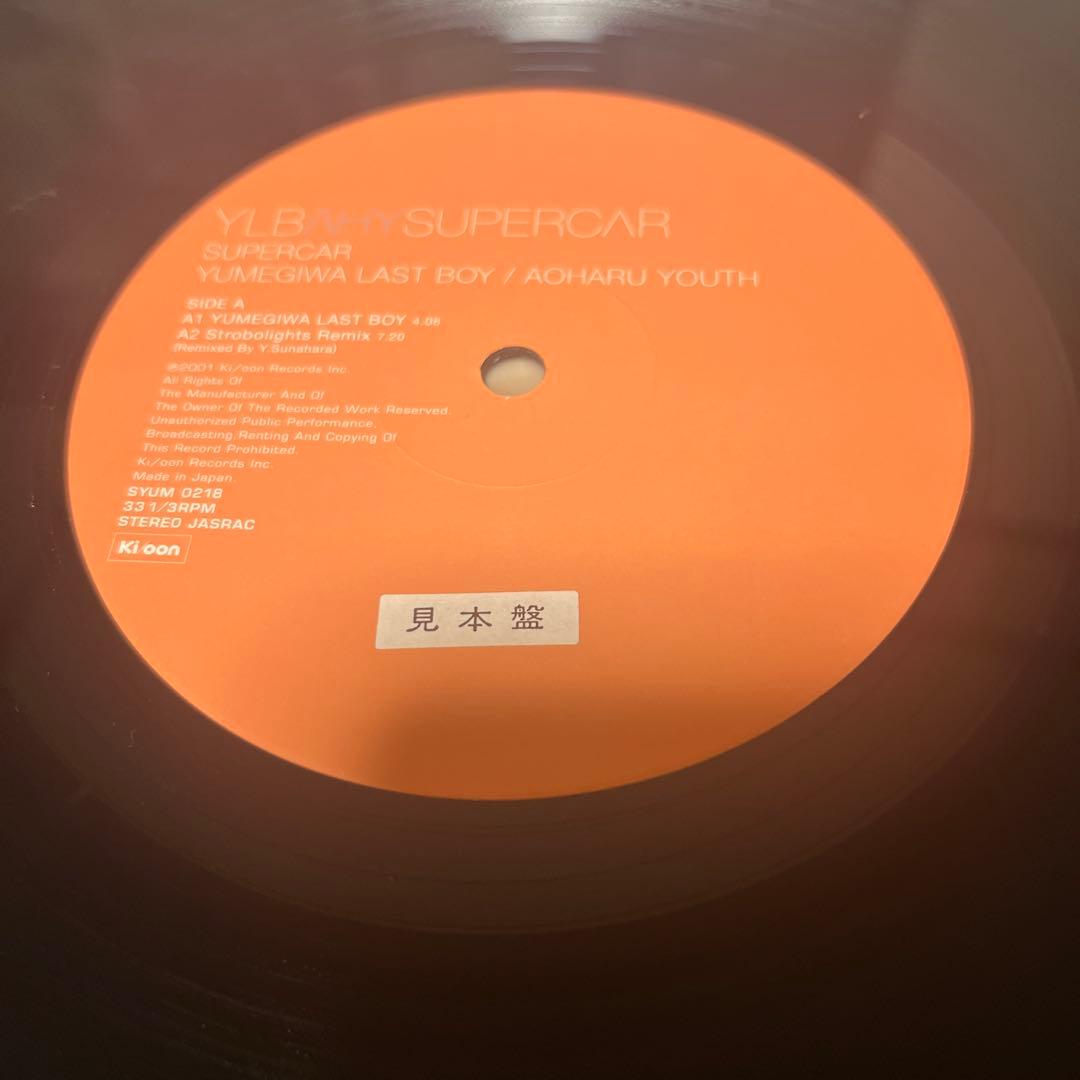 YLB/AHYSUPERCAR
SUPERCAR
YUMEGIWA LAST BOY / AOHARU YOUTH
SIDE A
A1 YUMEGIWA LAST BOY 4.08
A2 Strobolights Remix 7.20
(Remixed By Y.Sunahara)
℗2001 Ki/oon Records Inc.
All Rights Of
The Manufacturer And Of
The Owner Of The Recorded Work Reserved.
Unauthorized Public Performance,
Broadcasting,Renting And Copying Of
This Record Prohibited.
Ki/oon Records Inc.
Made in Japan.
SYUM 0218
33 1/3RPM
STEREO JASRAC
Ki/oon
見本盤